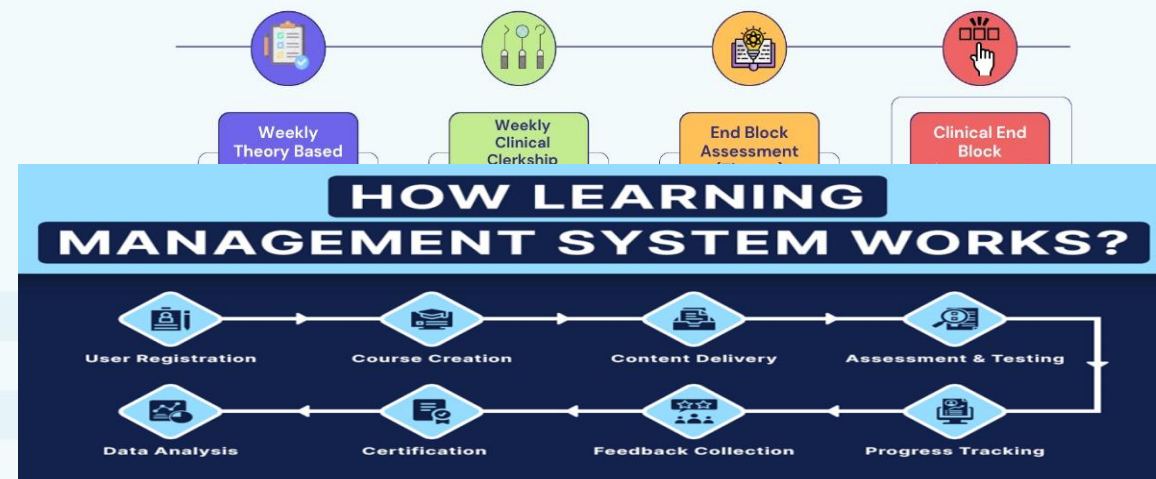 Weekly
Theory Based
Weekly
Clinical
Clerkship
End Block
Assessment
Clinical End
Block
HOW LEARNING
MANAGEMENT SYSTEM WORKS?
User Registration
Course Creation
Content Delivery
Assessment & Testing
Data Analysis
Certification
Feedback Collection
Progress Tracking